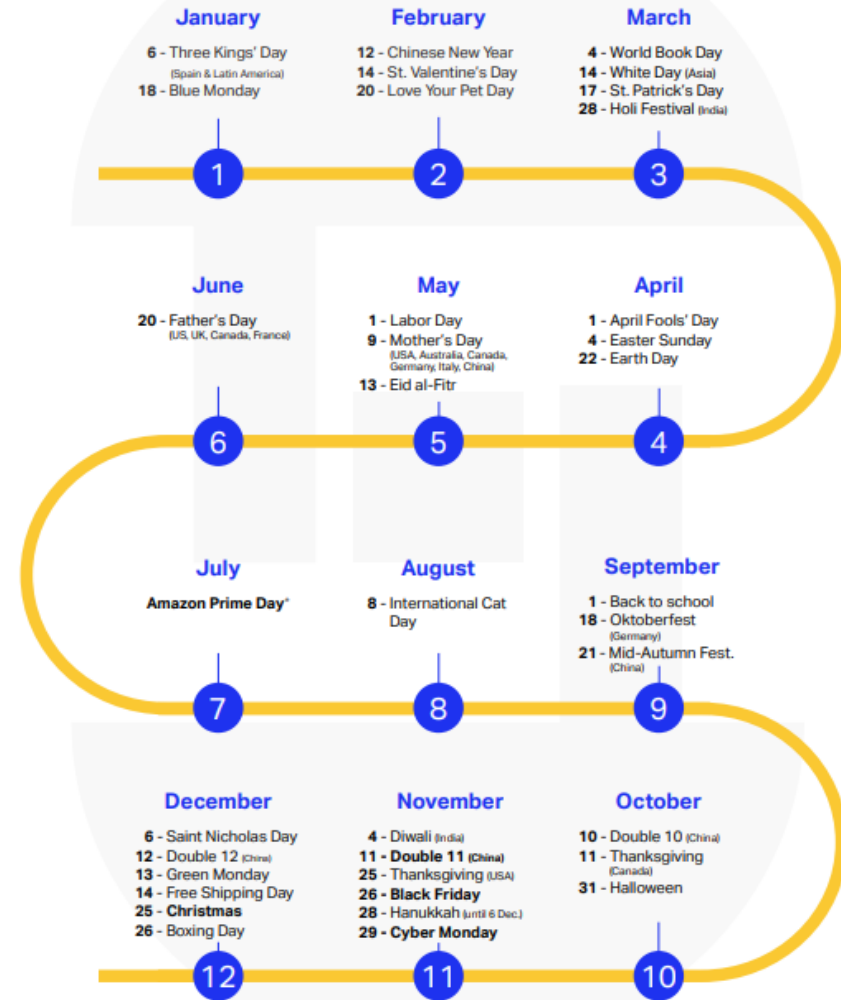 January
6 - Three Kings' Day
(Spain & Latin America)
18 - Blue Monday
1
February
12 - Chinese New Year
14 - St. Valentine's Day
20 - Love Your Pet Day
2
March
4 - World Book Day
14 - White Day (Asia)
17 - St. Patrick's Day
28 - Holi Festival (India)
3
April
1 - April Fools' Day
4 - Easter Sunday
22 - Earth Day
4
May
1 - Labor Day
9 - Mother's Day
(USA, Australia, Canada,
Germany, Italy, China)
13 - Eid al-Fitr
5
June
20 - Father's Day
(US, UK, Canada, France)
6
July
Amazon Prime Day*
7
August
8 - International Cat
Day
8
September
1 - Back to school
18 - Oktoberfest
(Germany)
21 - Mid-Autumn Fest.
(China)
9
October
10 - Double 10 (China)
11 - Thanksgiving
(Canada)
31 - Halloween
10
November
4 - Diwali (India)
11 - Double 11 (China)
25 - Thanksgiving (USA)
26 - Black Friday
28 - Hanukkah (until 6 Dec.)
29 - Cyber Monday
11
December
6 - Saint Nicholas Day
12 - Double 12 (China)
13 - Green Monday
14 - Free Shipping Day
25 - Christmas
26 - Boxing Day
12